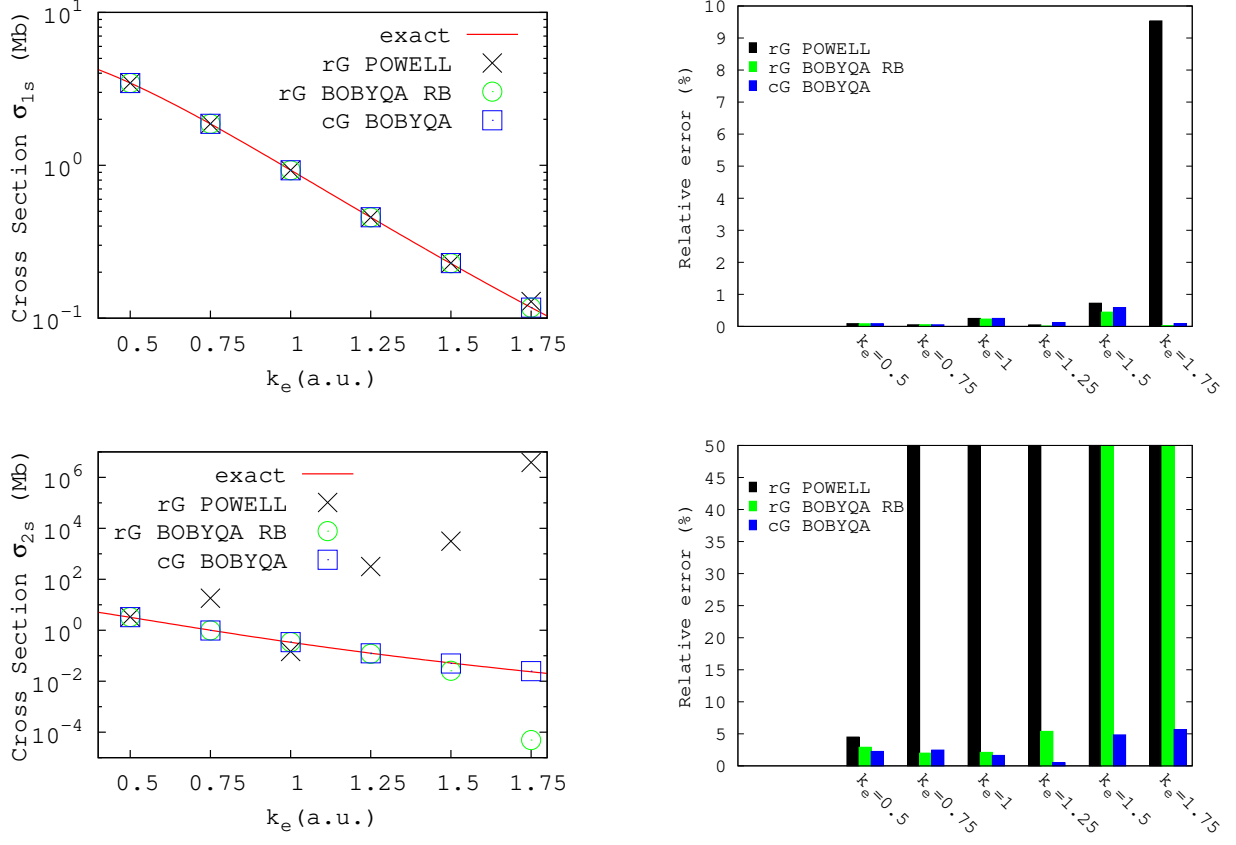 Cross Section σ1s (Mb)
10^1
10^0
10^-1
exact
rG POWELL
rG BOBYQA RB
cG BOBYQA
0.5 0.75 1 1.25 1.5 1.75
ke(a.u.)
Relative error (%)
10
9
8
7
6
5
4
3
2
1
0
rG POWELL
rG BOBYQA RB
cG BOBYQA
ke=0.5
ke=0.75
ke=1
ke=1.25
ke=1.5
ke=1.75
Cross Section σ2s (Mb)
10^6
10^4
10^2
10^0
10^-2
10^-4
exact
rG POWELL
rG BOBYQA RB
cG BOBYQA
0.5 0.75 1 1.25 1.5 1.75
ke(a.u.)
Relative error (%)
50
45
40
35
30
25
20
15
10
5
0
rG POWELL
rG BOBYQA RB
cG BOBYQA
ke=0.5
ke=0.75
ke=1
ke=1.25
ke=1.5
ke=1.75